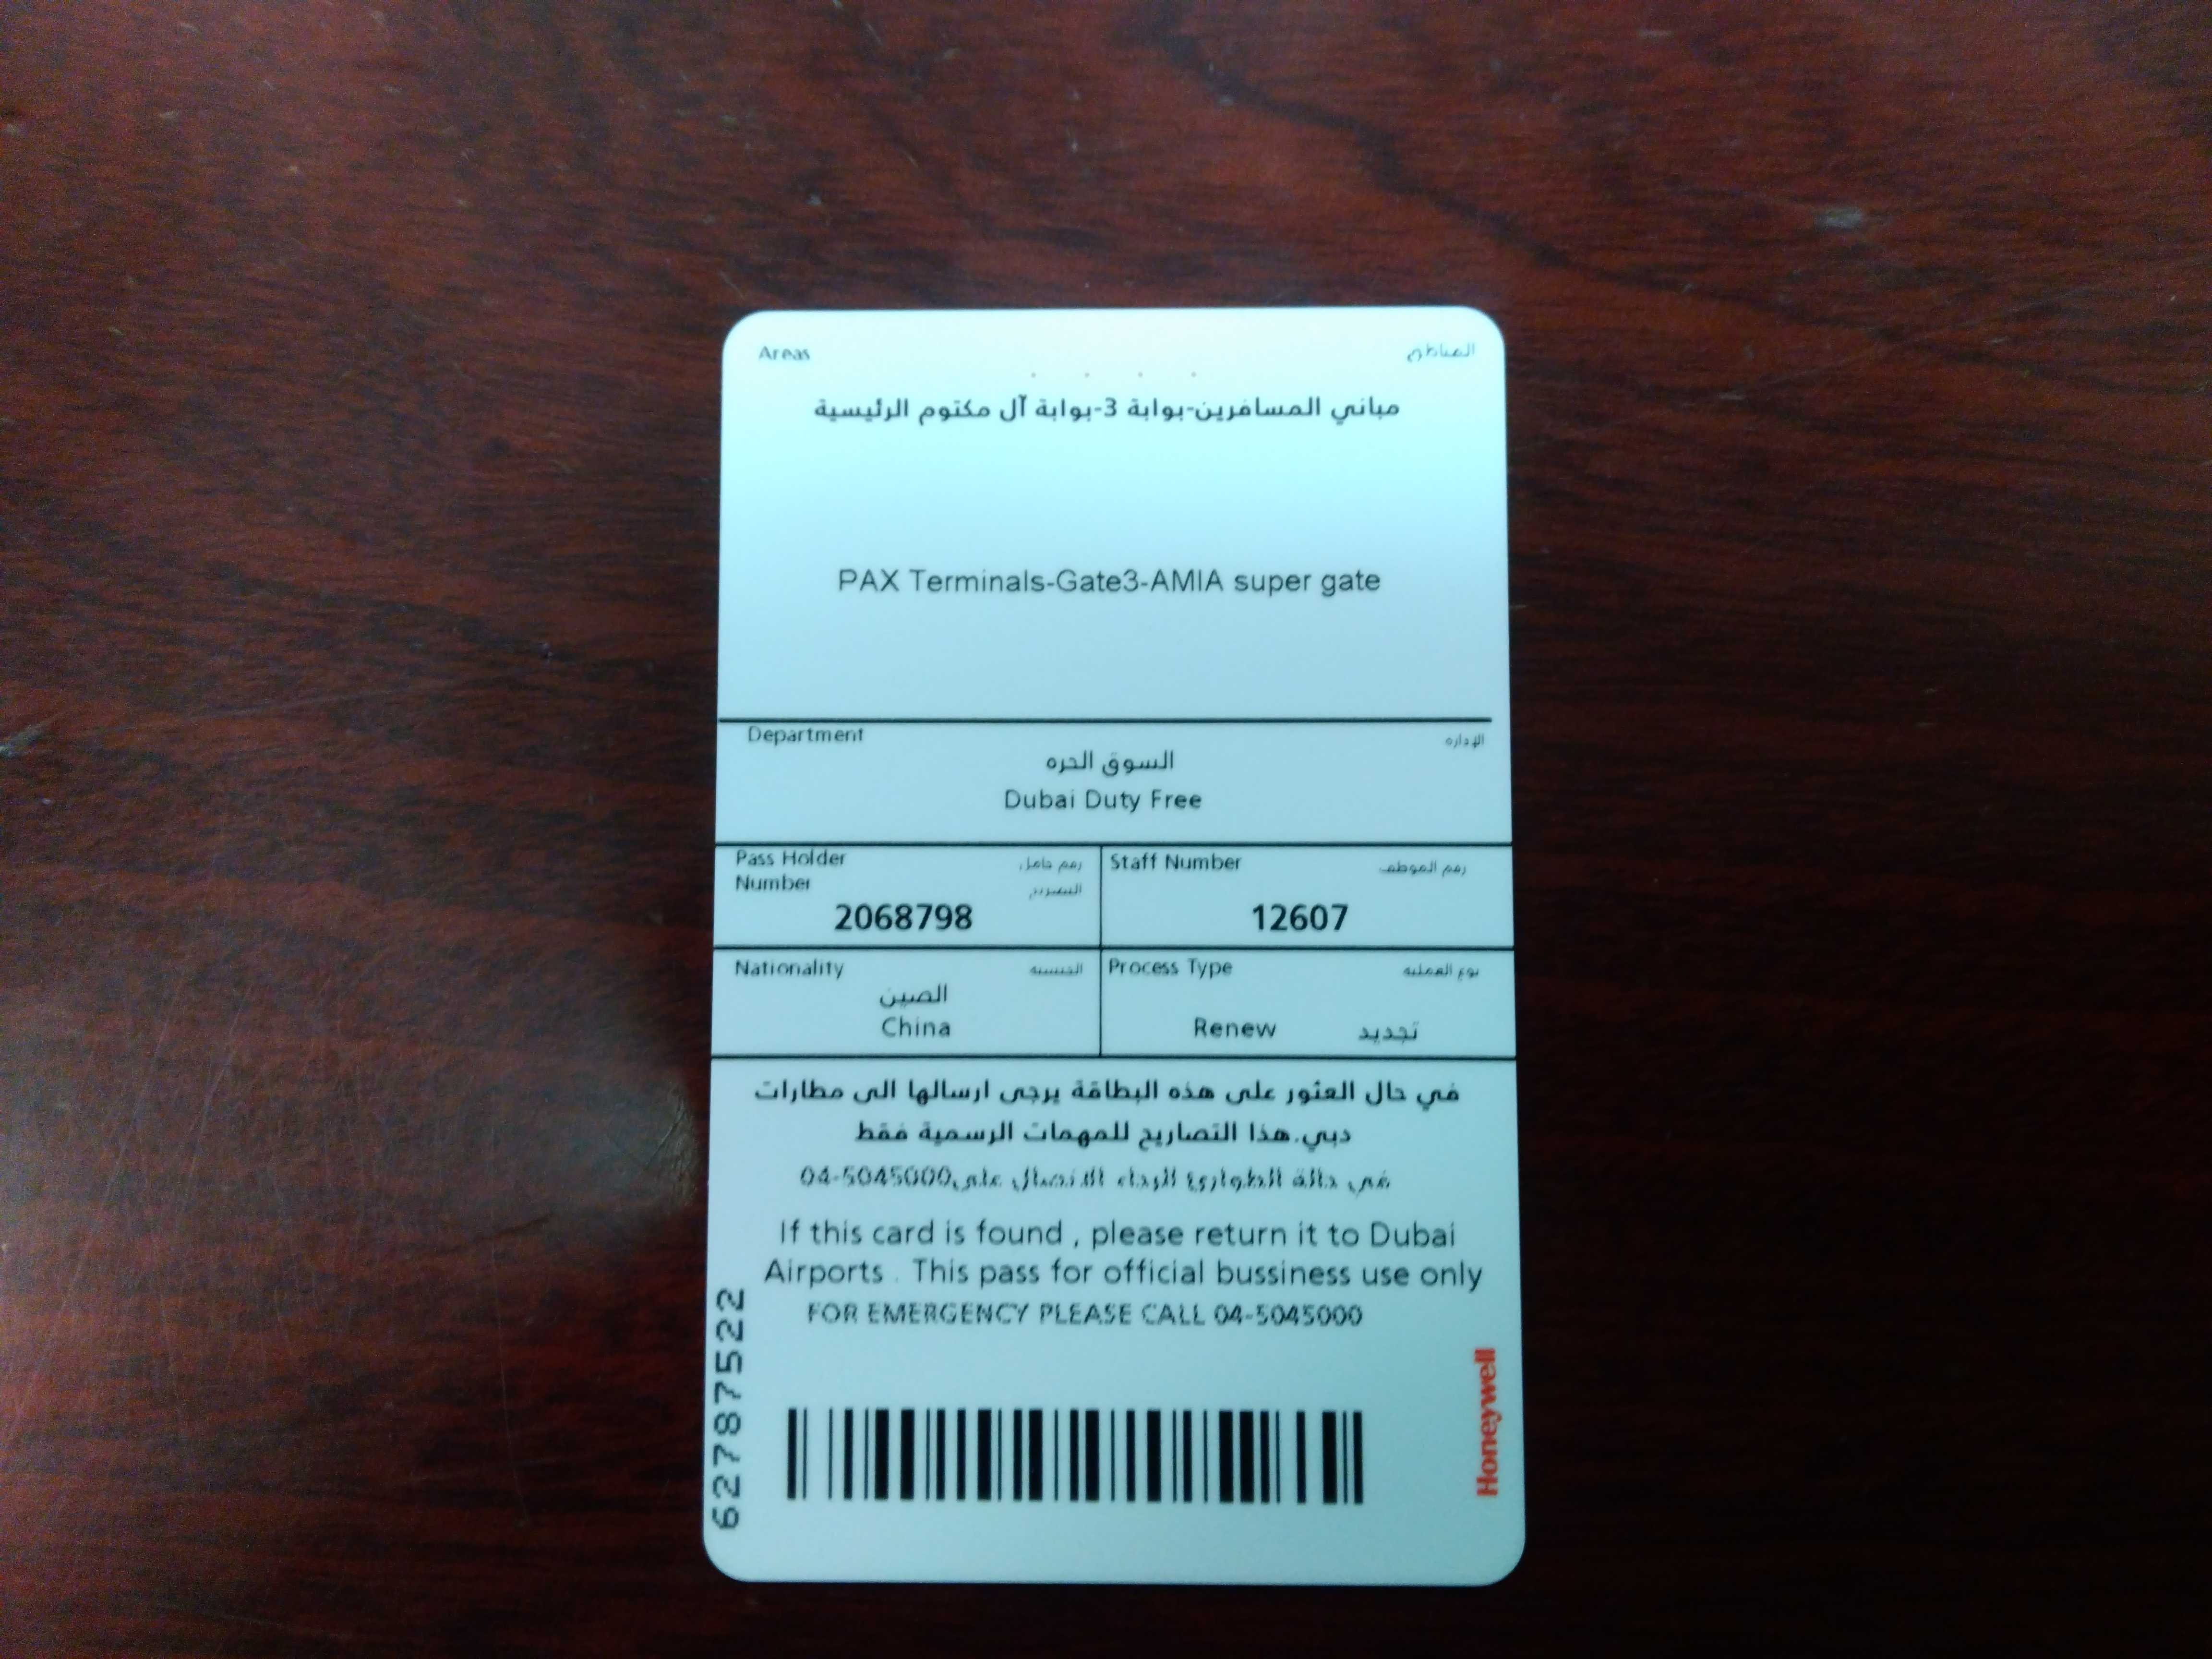 Areas المناطق
مباني المسافرين-بوابة 3-بوابة آل مكتوم الرئيسية
PAX Terminals-Gate3-AMIA super gate
Department الإدارة
السوق الحره
Dubai Duty Free
Pass Holder Number رقم حامل التصريح
2068798
Staff Number رقم الموظف
12607
Nationality الجنسية
الصين
China
Process Type نوع العملية
Renew تجديد
في حال العثور على هذه البطاقة يرجى ارسالها الى مطارات
دبي.هذا التصاريح للمهمات الرسمية فقط
في حالة الطوارئ الرجاء الاتصال على04-5045000
If this card is found , please return it to Dubai
Airports . This pass for official bussiness use only
FOR EMERGENCY PLEASE CALL 04-5045000
62787522
Honeywell